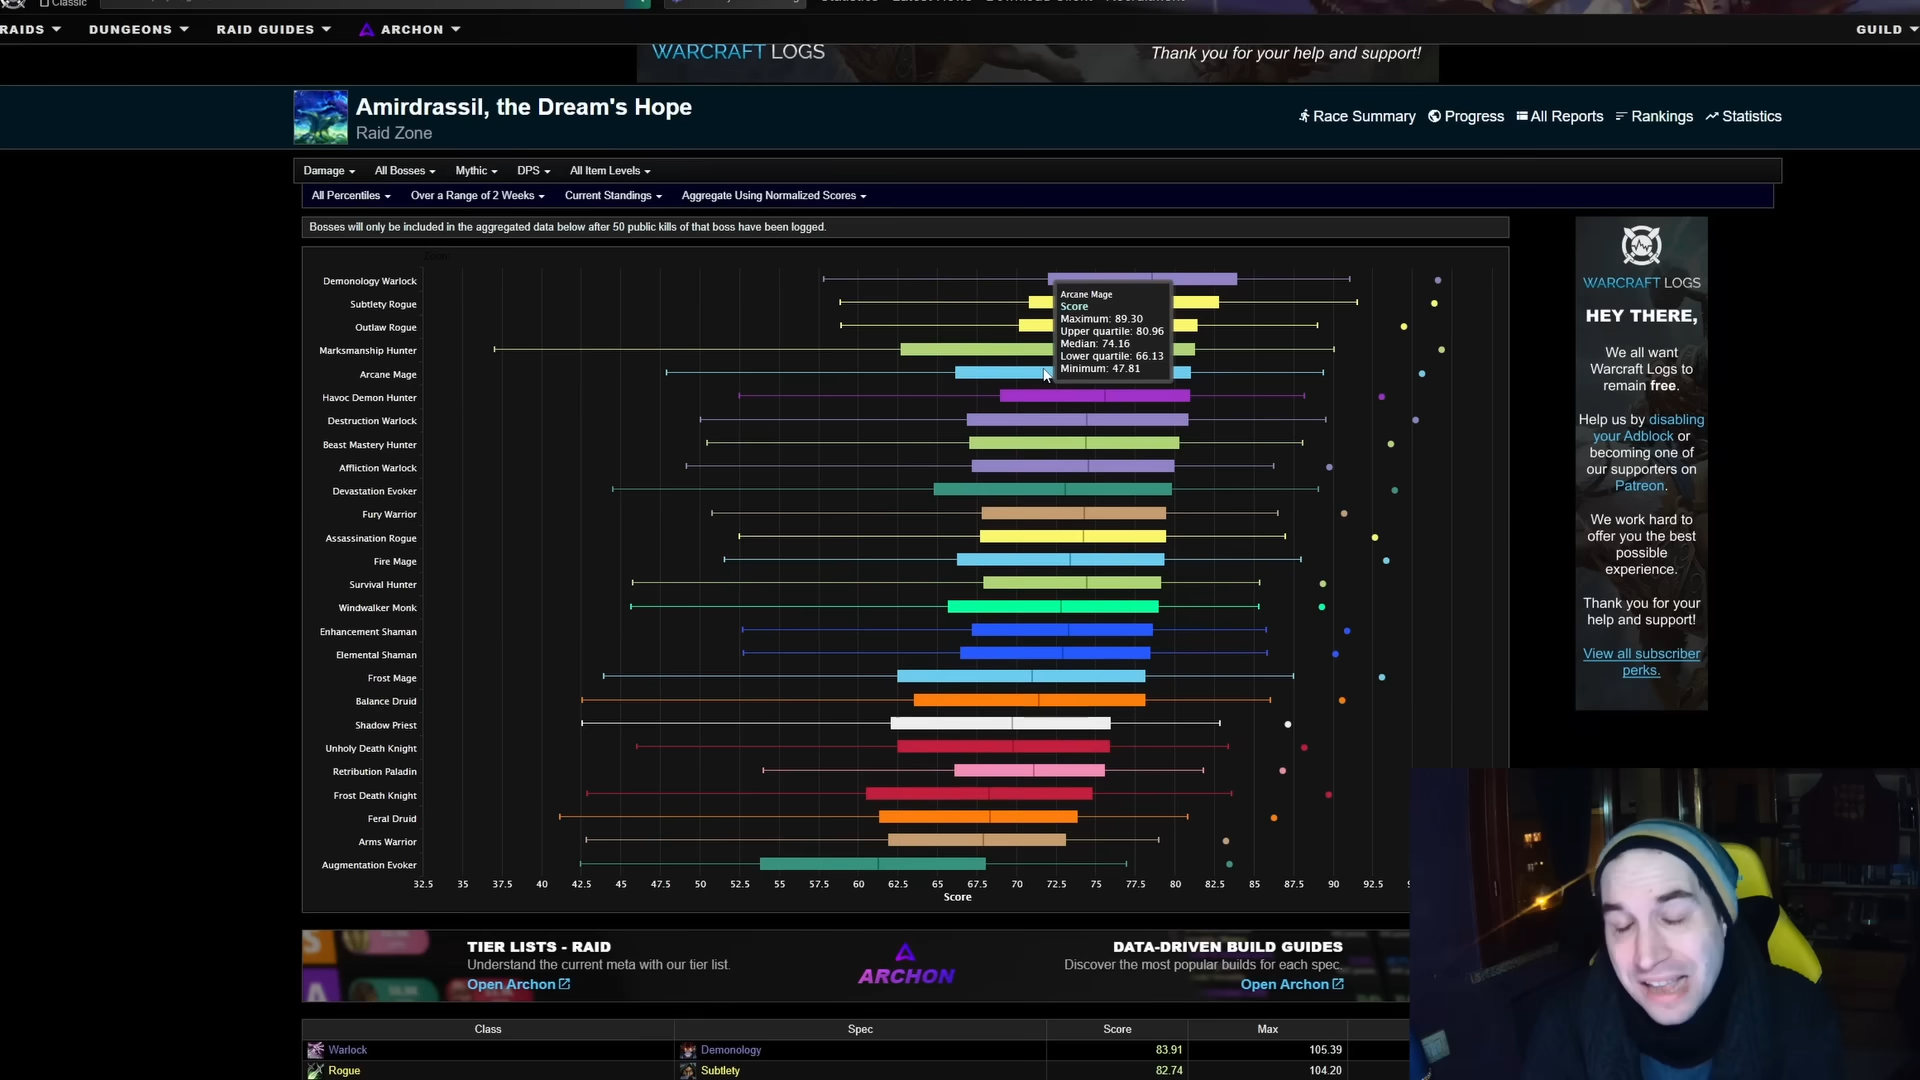 Classic
RAIDS
DUNGEONS
RAID GUIDES
ARCHON
GUILD
WARCRAFT LOGS
Thank you for your help and support!
Amirdrassil, the Dream's Hope
Raid Zone
Race Summary
Progress
All Reports
Rankings
Statistics
Damage
All Bosses
Mythic
DPS
All Item Levels
All Percentiles
Over a Range of 2 Weeks
Current Standings
Aggregate Using Normalized Scores
Bosses will only be included in the aggregated data below after 50 public kills of that boss have been logged.
Zoom
Demonology Warlock
Subtlety Rogue
Outlaw Rogue
Marksmanship Hunter
Arcane Mage
Havoc Demon Hunter
Destruction Warlock
Beast Mastery Hunter
Affliction Warlock
Devastation Evoker
Fury Warrior
Assassination Rogue
Fire Mage
Survival Hunter
Windwalker Monk
Enhancement Shaman
Elemental Shaman
Frost Mage
Balance Druid
Shadow Priest
Unholy Death Knight
Retribution Paladin
Frost Death Knight
Feral Druid
Arms Warrior
Augmentation Evoker
Arcane Mage
Score
Maximum: 89.30
Upper quartile: 80.96
Median: 74.16
Lower quartile: 66.13
Minimum: 47.81
32.5 35 37.5 40 42.5 45 47.5 50 52.5 55 57.5 60 62.5 65 67.5 70 72.5 75 77.5 80 82.5 85 87.5 90 92.5
Score
WARCRAFT LOGS
HEY THERE,
We all want
Warcraft Logs to
remain free.
Help us by disabling
your Adblock or
becoming one of
our supporters on
Patreon.
We work hard to
offer you the best
possible
experience.
Thank you for your
help and support!
View all subscriber
perks.
TIER LISTS - RAID
Understand the current meta with our tier list.
Open Archon
ARCHON
DATA-DRIVEN BUILD GUIDES
Discover the most popular builds for each spec.
Open Archon
Class Spec Score Max
Warlock Demonology 83.91 105.39
Rogue Subtlety 82.74 104.20